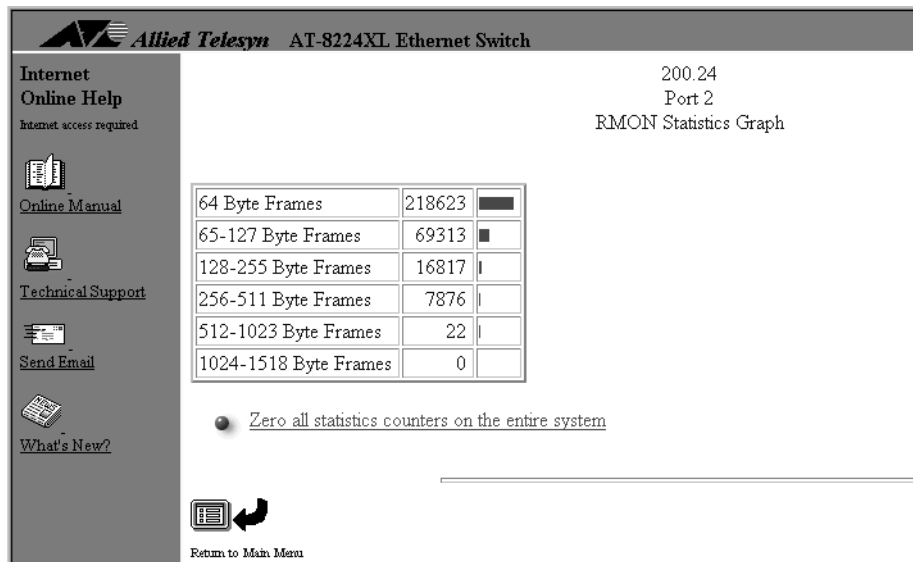 Allied Telesyn AT-8224XL Ethernet Switch
Internet
Online Help
Internet access required
Online Manual
Technical Support
Send Email
What's New?
200.24
Port 2
RMON Statistics Graph
64 Byte Frames 218623
65-127 Byte Frames 69313
128-255 Byte Frames 16817
256-511 Byte Frames 7876
512-1023 Byte Frames 22
1024-1518 Byte Frames 0
Zero all statistics counters on the entire system
Return to Main Menu